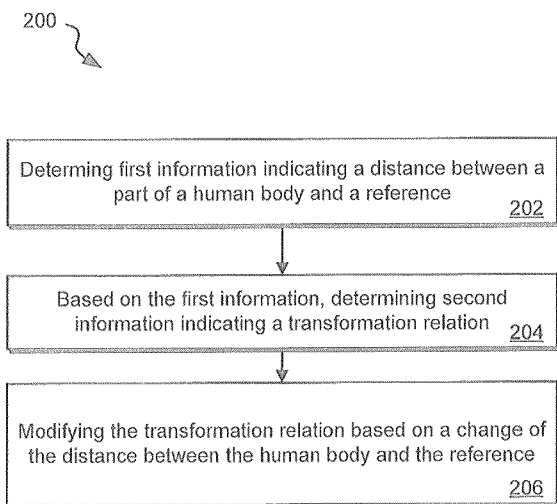 200
Determing first information indicating a distance between a
part of a human body and a reference
202
Based on the first information, determining second
information indicating a transformation relation
204
Modifying the transformation relation based on a change of
the distance between the human body and the reference
206